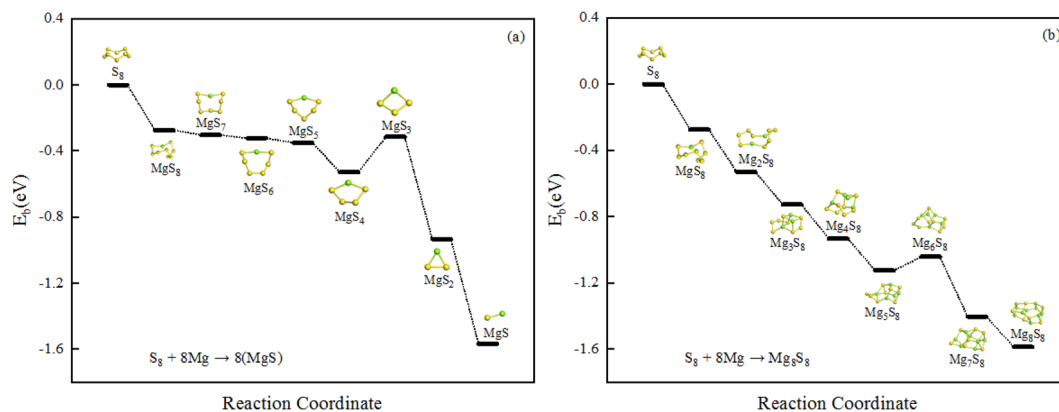 (a)
0.4
0.0
-0.4
-0.8
-1.2
-1.6
E_b(eV)
S₈
MgS₈
MgS₇
MgS₆
MgS₅
MgS₄
MgS₃
MgS₂
MgS
S₈ + 8Mg → 8(MgS)
Reaction Coordinate
(b)
0.4
0.0
-0.4
-0.8
-1.2
-1.6
E_b(eV)
S₈
MgS₈
Mg₂S₈
Mg₃S₈
Mg₄S₈
Mg₅S₈
Mg₆S₈
Mg₇S₈
Mg₈S₈
S₈ + 8Mg → Mg₈S₈
Reaction Coordinate